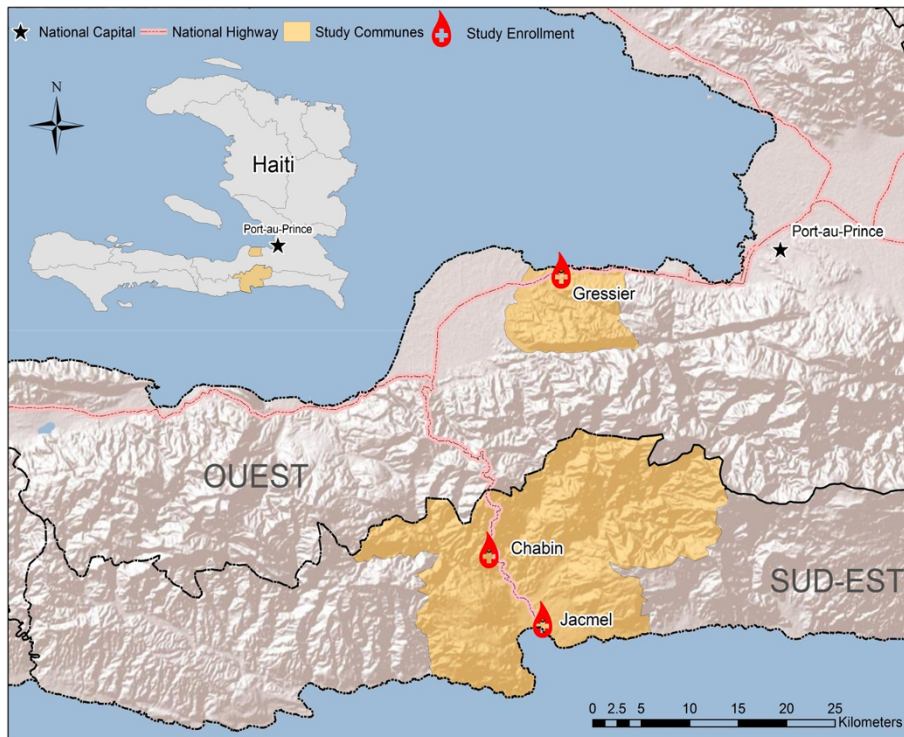 National Capital National Highway Study Communes Study Enrollment
N
Haiti
Port-au-Prince
Port-au-Prince
Gressier
OUEST
Chabin
SUD-EST
Jacmel
0 2.5 5 10 15 20 25
Kilometers